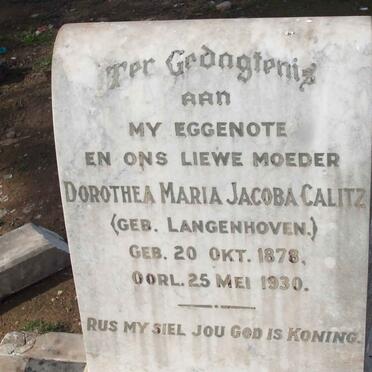 Ter Gedagtenis
AAN
MY EGGENOTE
EN ONS LIEWE MOEDER
DOROTHEA MARIA JACOBA CALITZ
(GEB. LANGENHOVEN.)
GEB. 20 OKT. 1878.
OORL. 25 MEI 1930.
RUS MY SIEL JOU GOD IS KONING.